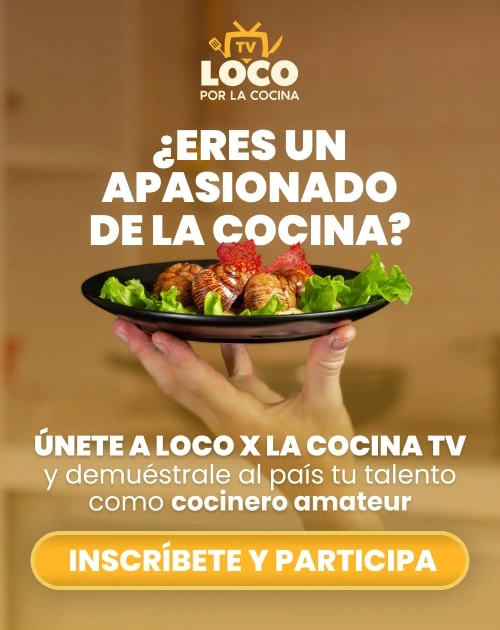 TV
LOCO
POR LA COCINA
¿ERES UN
APASIONADO
DE LA COCINA?
ÚNETE A LOCO X LA COCINA TV
y demuéstrale al país tu talento
como cocinero amateur
INSCRÍBETE Y PARTICIPA